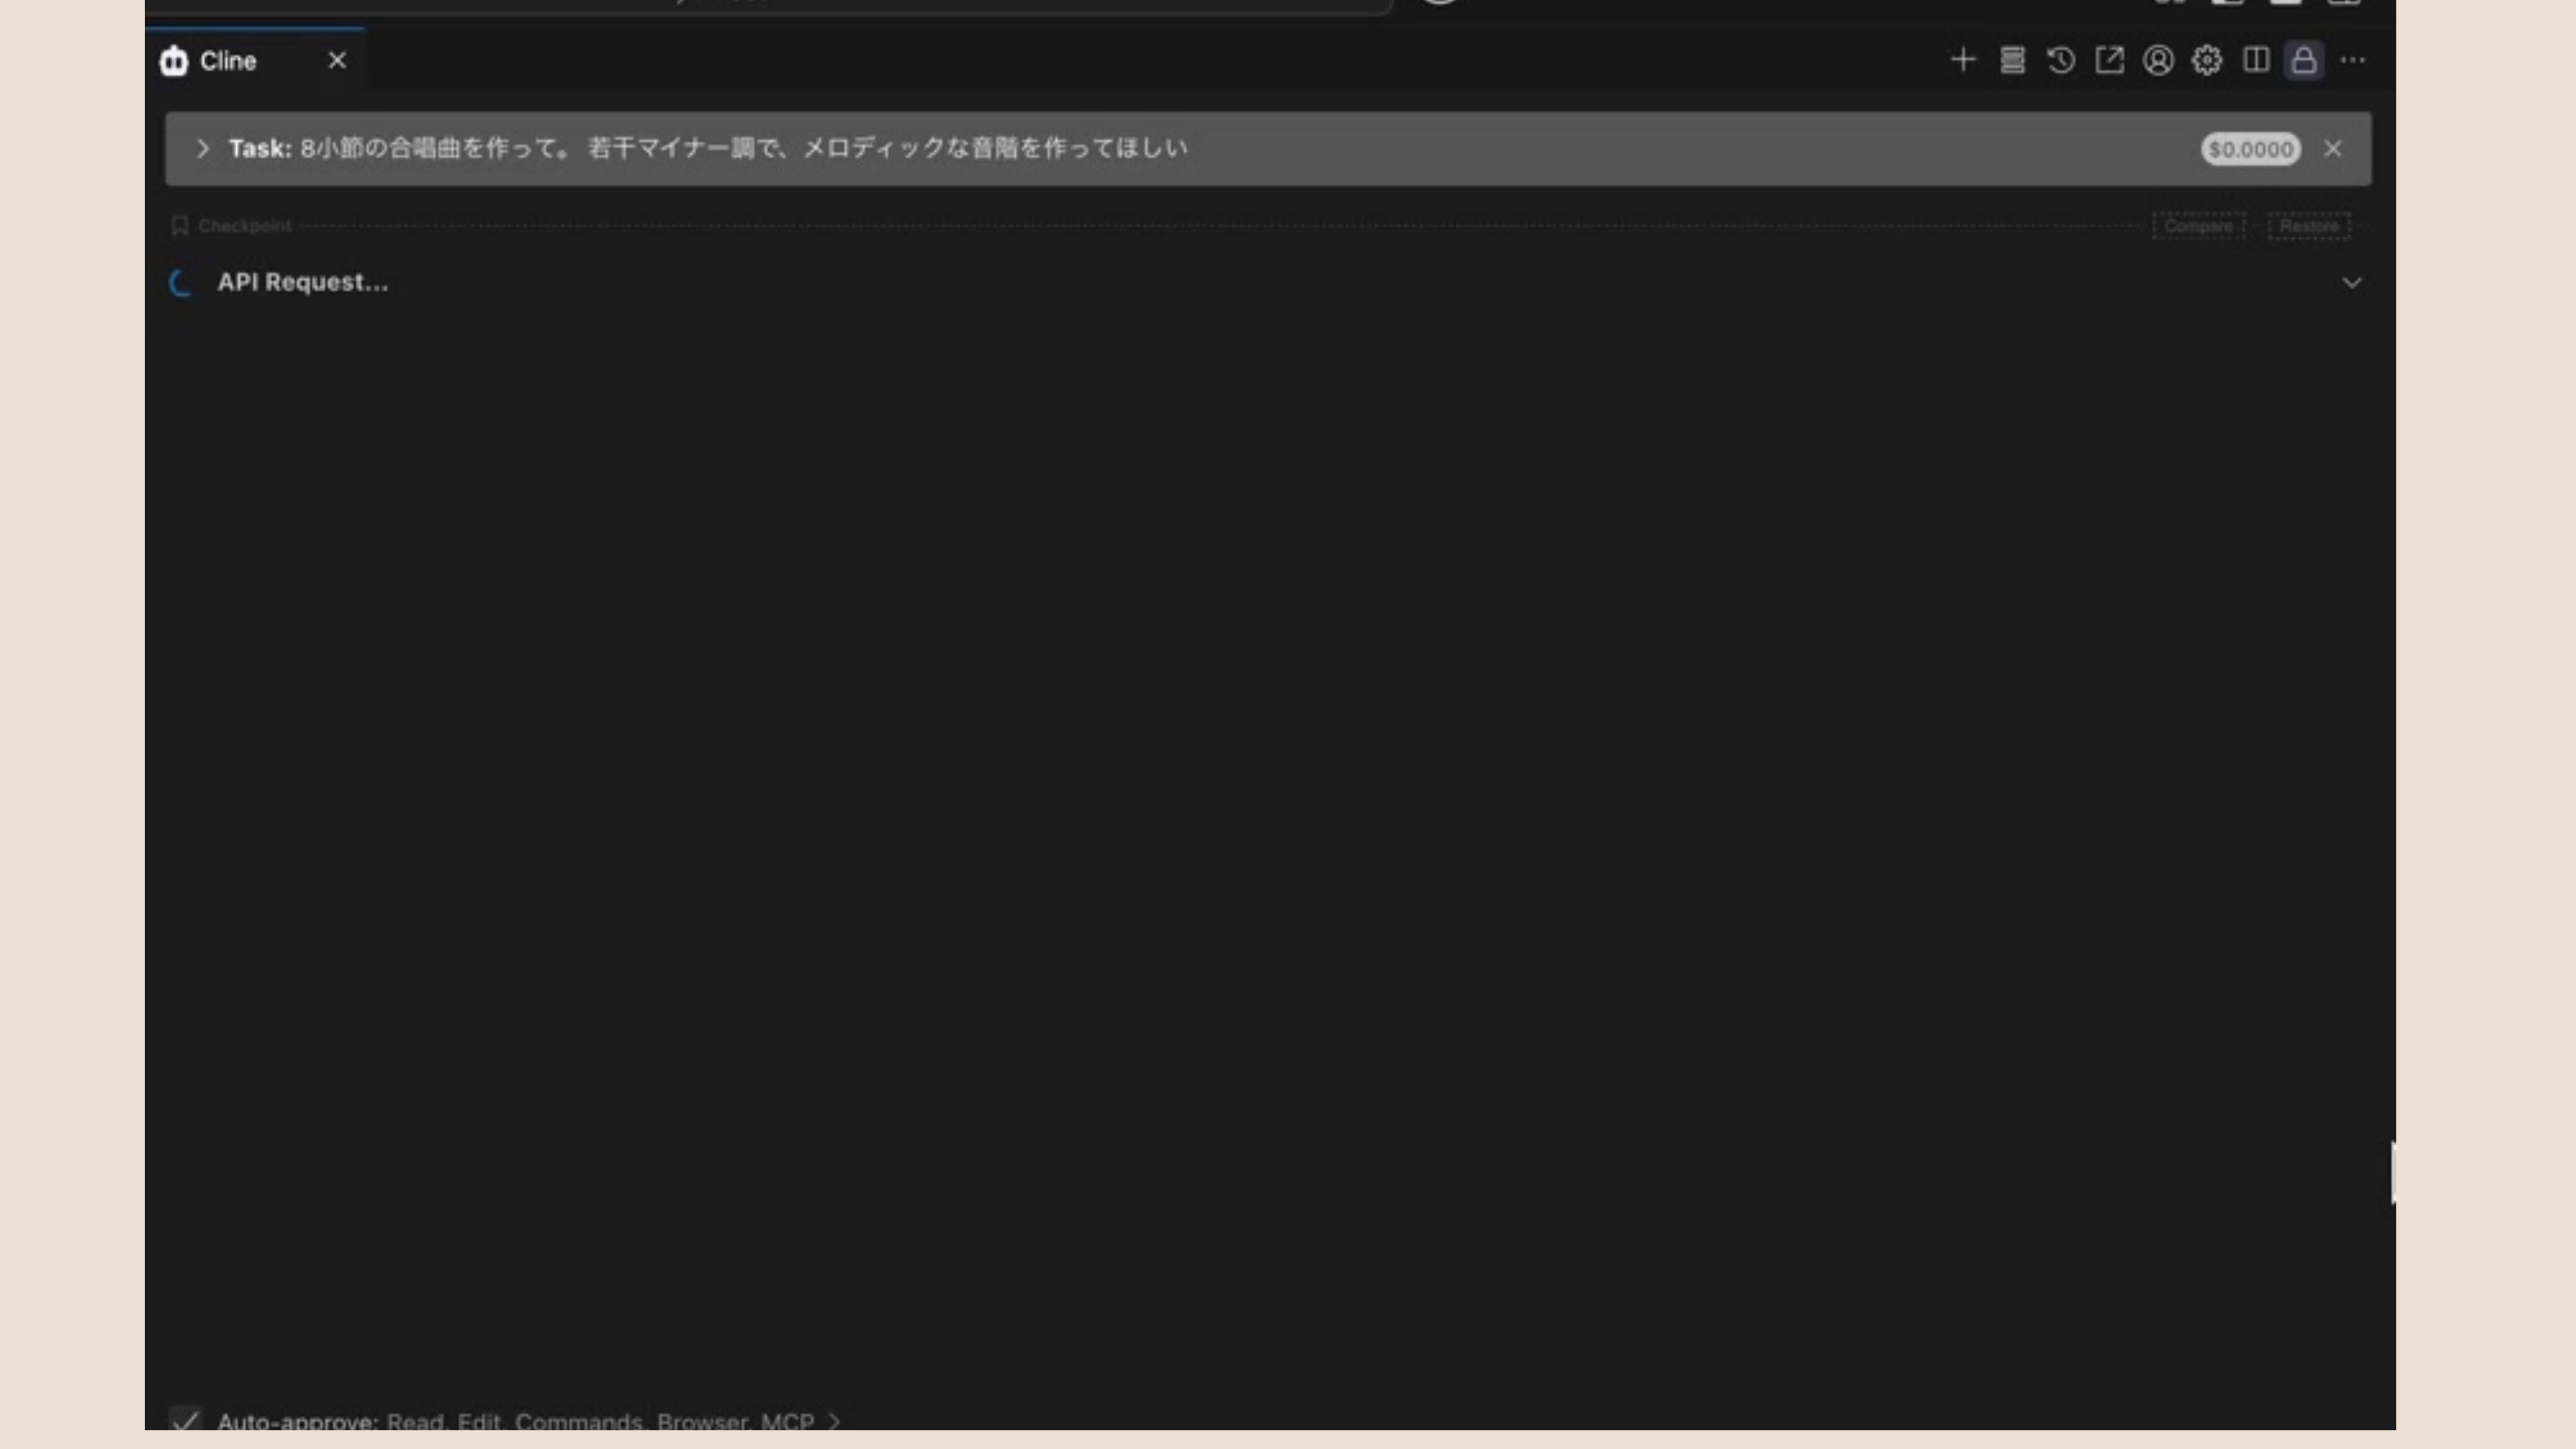 Cline
Task: 8小節の合唱曲を作って。 若干マイナー調で、メロディックな音階を作ってほしい
$0.0000
Checkpoint
Compare
Restore
API Request...
Auto-approve: Read, Edit, Commands, Browser, MCP